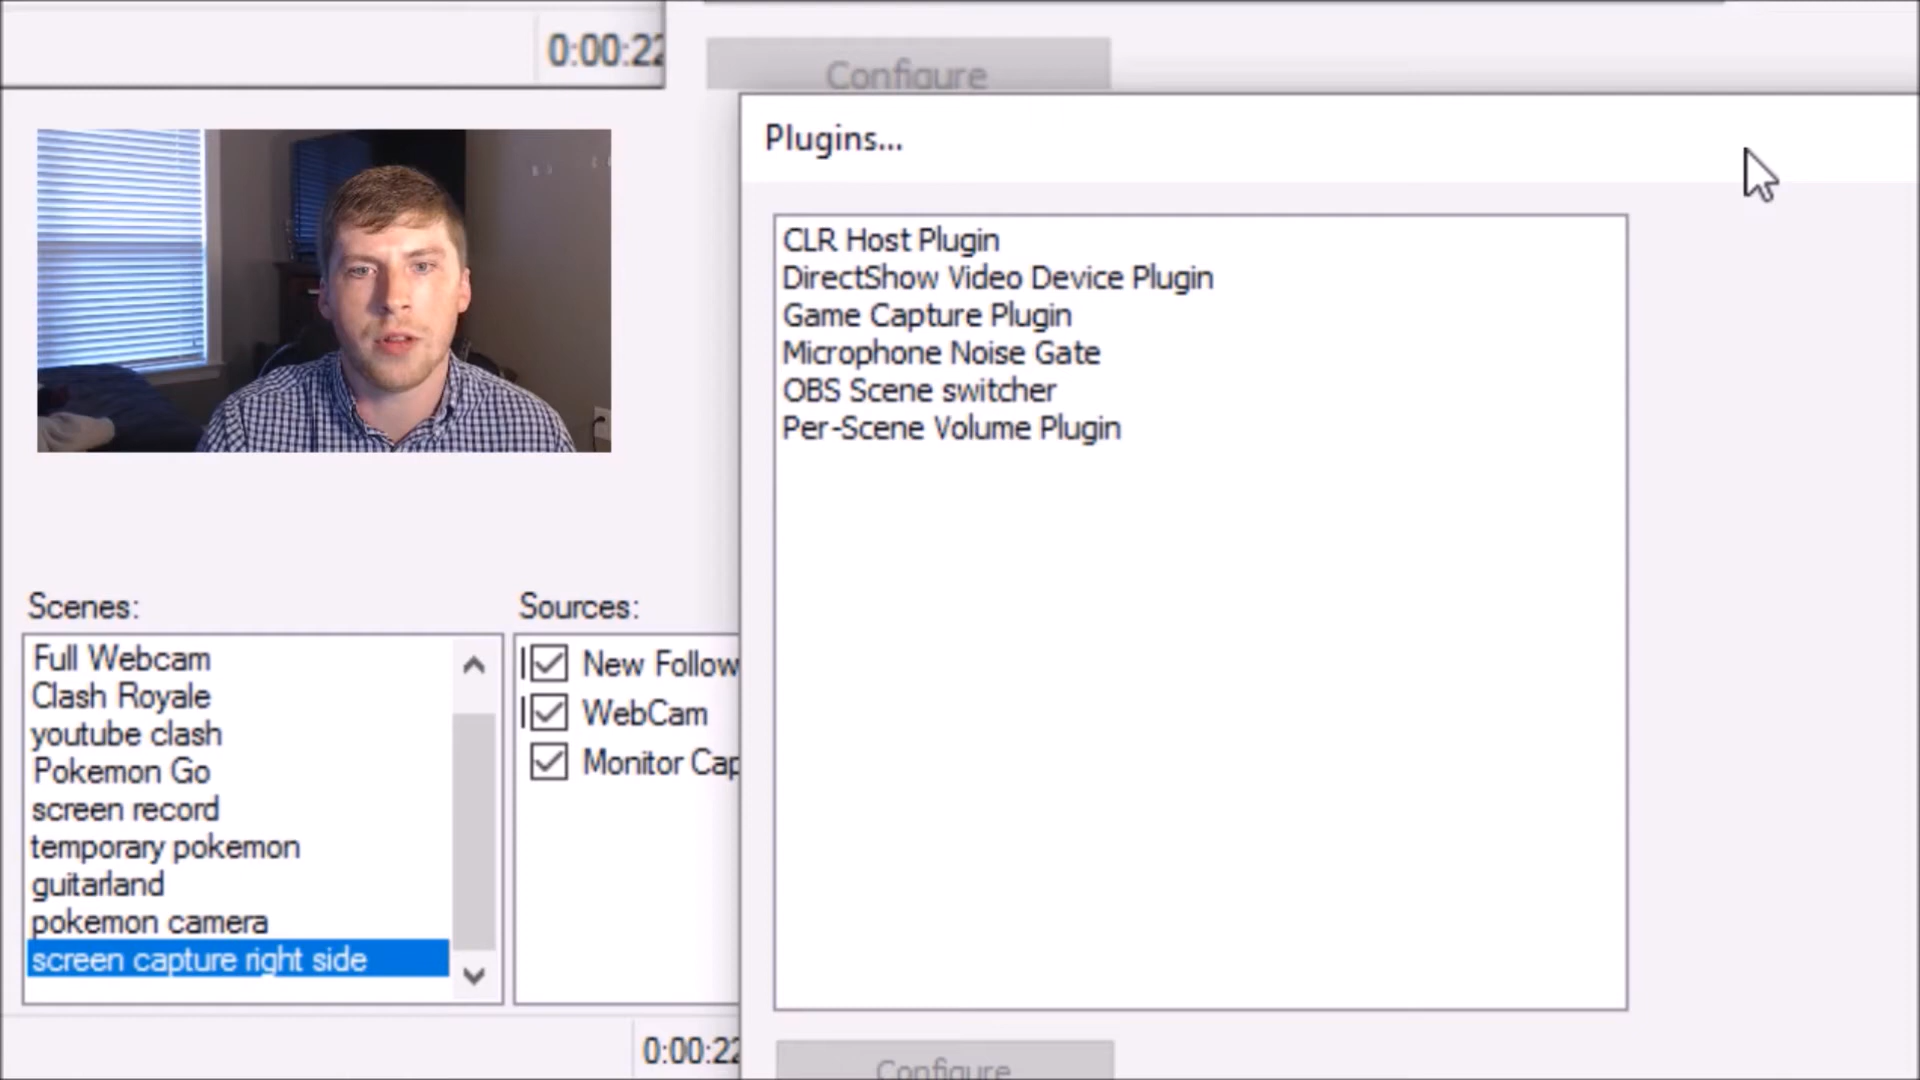 0:00:22
Configure
Plugins...
CLR Host Plugin
DirectShow Video Device Plugin
Game Capture Plugin
Microphone Noise Gate
OBS Scene switcher
Per-Scene Volume Plugin
Scenes:
Full Webcam
Clash Royale
youtube clash
Pokemon Go
screen record
temporary pokemon
guitarland
pokemon camera
screen capture right side
Sources:
New Follow
WebCam
Monitor Cap
0:00:22
Configure